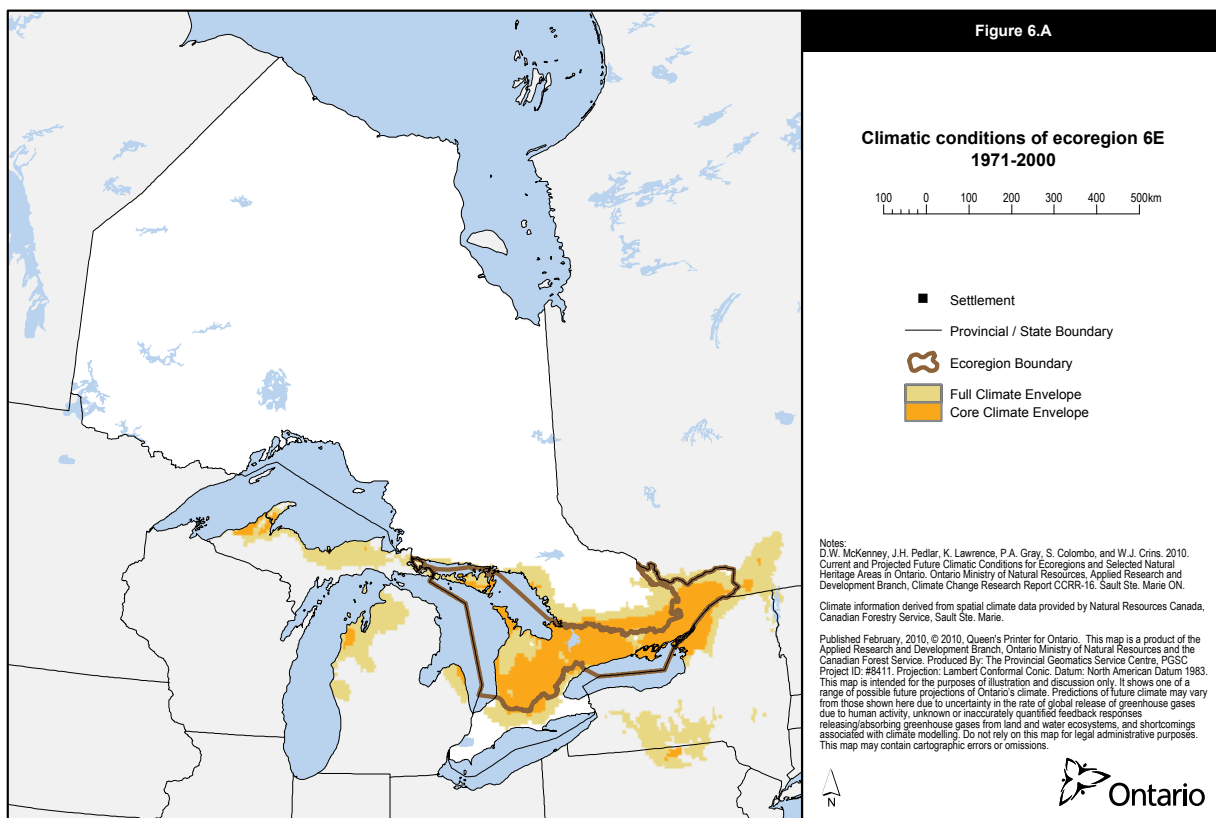 Figure 6.A
Climatic conditions of ecoregion 6E
1971-2000
100 0 100 200 300 400 500km
Settlement
Provincial / State Boundary
Ecoregion Boundary
Full Climate Envelope
Core Climate Envelope
Notes:
D.W. McKenney, J.H. Pedlar, K. Lawrence, P.A. Gray, S. Colombo, and W.J. Crins. 2010.
Current and Projected Future Climatic Conditions for Ecoregions and Selected Natural
Heritage Areas in Ontario. Ontario Ministry of Natural Resources, Applied Research and
Development Branch, Climate Change Research Report CCRR-16. Sault Ste. Marie ON.
Climate information derived from spatial climate data provided by Natural Resources Canada,
Canadian Forestry Service, Sault Ste. Marie.
Published February, 2010, © 2010, Queen's Printer for Ontario. This map is a product of the
Applied Research and Development Branch, Ontario Ministry of Natural Resources and the
Canadian Forest Service. Produced By: The Provincial Geomatics Service Centre, PGSC
Project ID: #8411. Projection: Lambert Conformal Conic. Datum: North American Datum 1983.
This map is intended for the purposes of illustration and discussion only. It shows one of a
range of possible future projections of Ontario's climate. Predictions of future climate may vary
from those shown here due to uncertainty in the rate of global release of greenhouse gases
due to human activity, unknown or inaccurately quantified feedback responses
releasing/absorbing greenhouse gases from land and water ecosystems, and shortcomings
associated with climate modelling. Do not rely on this map for legal administrative purposes.
This map may contain cartographic errors or omissions.
N
Ontario